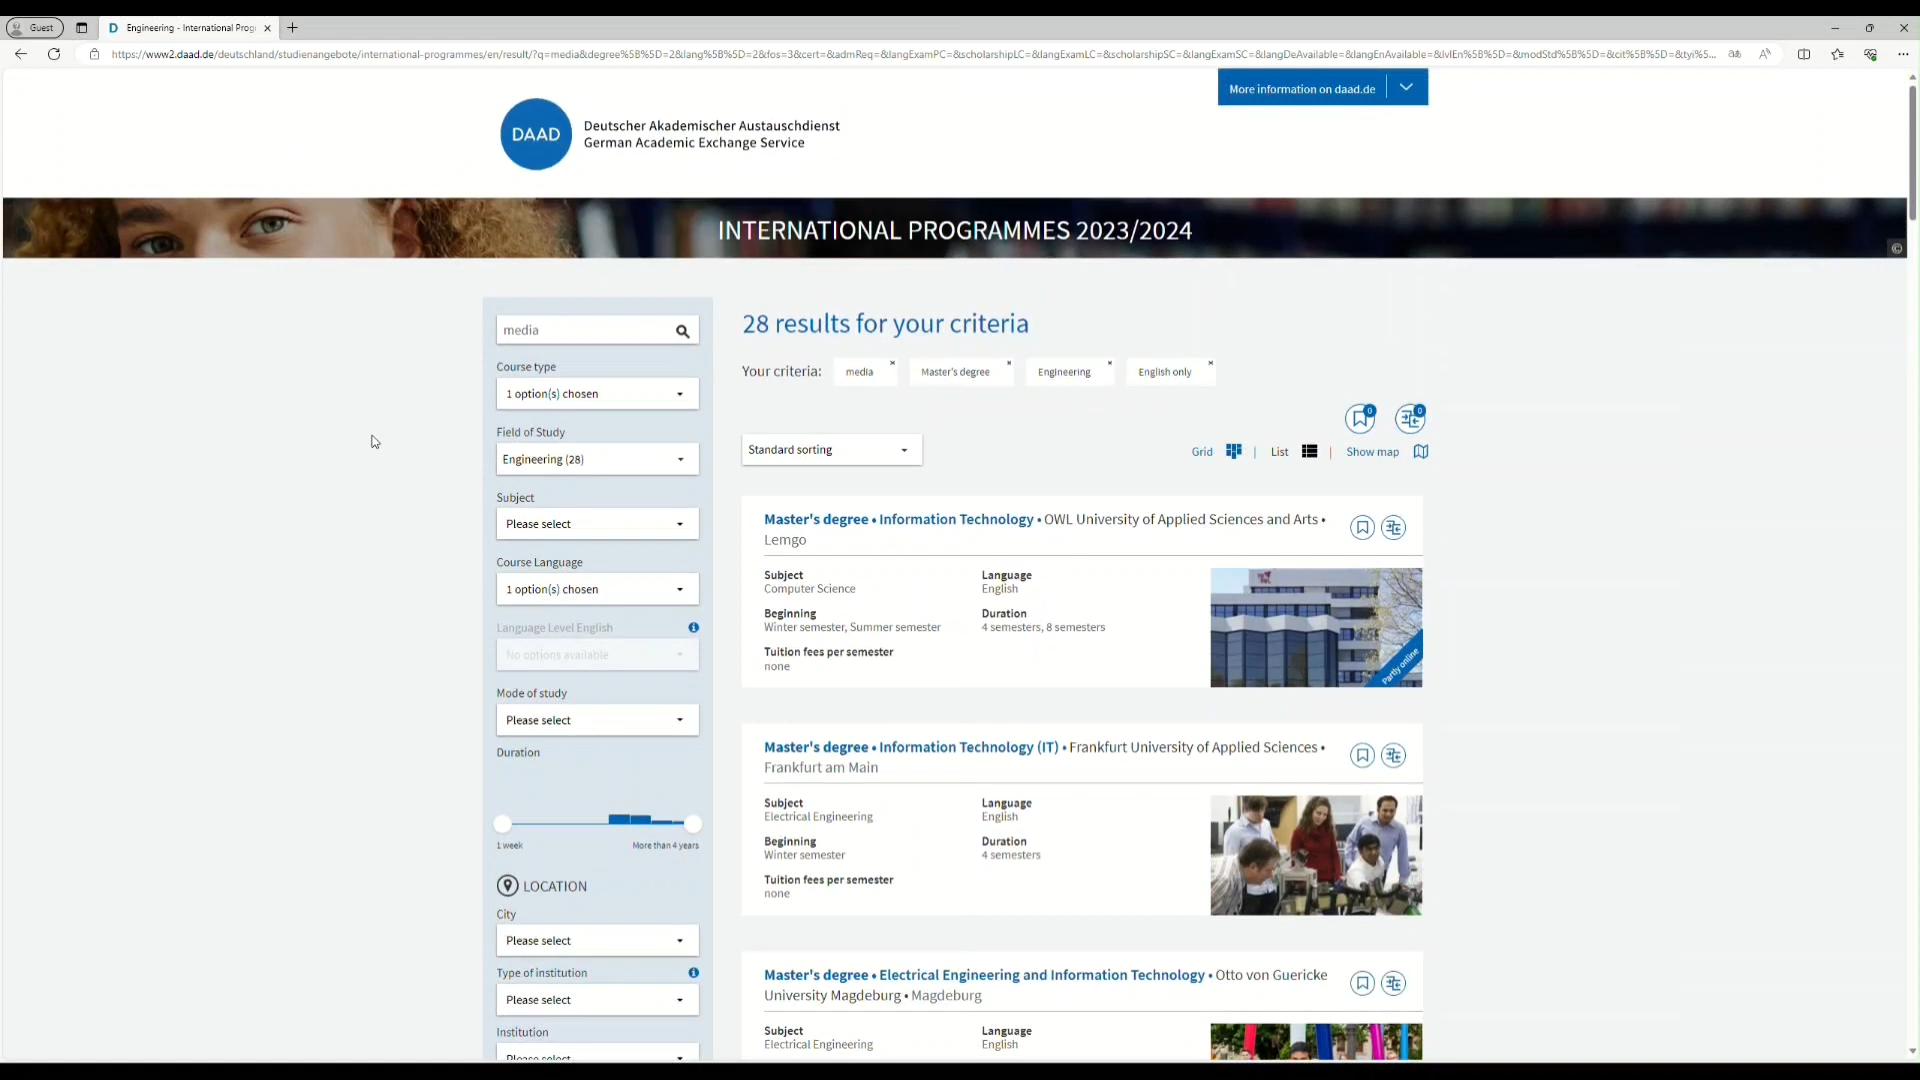 Guest
Engineering - International Prog
https://www2.daad.de/deutschland/studienangebote/international-programmes/en/result/?q=media&degree%5B%5D=2&lang%5B%5D=2&fos=3&cert=&admReq=&langExamPC=&scholarshipLC=&langExamLC=&scholarshipSC=&langExamSC=&langDeAvailable=&langEnAvailable=&lvlEn%5B%5D=&modStd%5B%5D=&cit%5B%5D=&tyi%5...
More information on daad.de
DAAD
Deutscher Akademischer Austauschdienst
German Academic Exchange Service
INTERNATIONAL PROGRAMMES 2023/2024
©
media
Course type
1 option(s) chosen
Field of Study
Engineering (28)
Subject
Please select
Course Language
1 option(s) chosen
Language Level English
No options available
Mode of study
Please select
Duration
1 week
More than 4 years
LOCATION
City
Please select
Type of institution
Please select
Institution
Please select
28 results for your criteria
Your criteria: media Master's degree Engineering English only
0 0
Standard sorting
Grid | List | Show map
Master's degree • Information Technology • OWL University of Applied Sciences and Arts •
Lemgo
Subject
Computer Science
Language
English
Beginning
Winter semester, Summer semester
Duration
4 semesters, 8 semesters
Tuition fees per semester
none
Partly online
Master's degree • Information Technology (IT) • Frankfurt University of Applied Sciences •
Frankfurt am Main
Subject
Electrical Engineering
Language
English
Beginning
Winter semester
Duration
4 semesters
Tuition fees per semester
none
Master's degree • Electrical Engineering and Information Technology • Otto von Guericke
University Magdeburg • Magdeburg
Subject
Electrical Engineering
Language
English